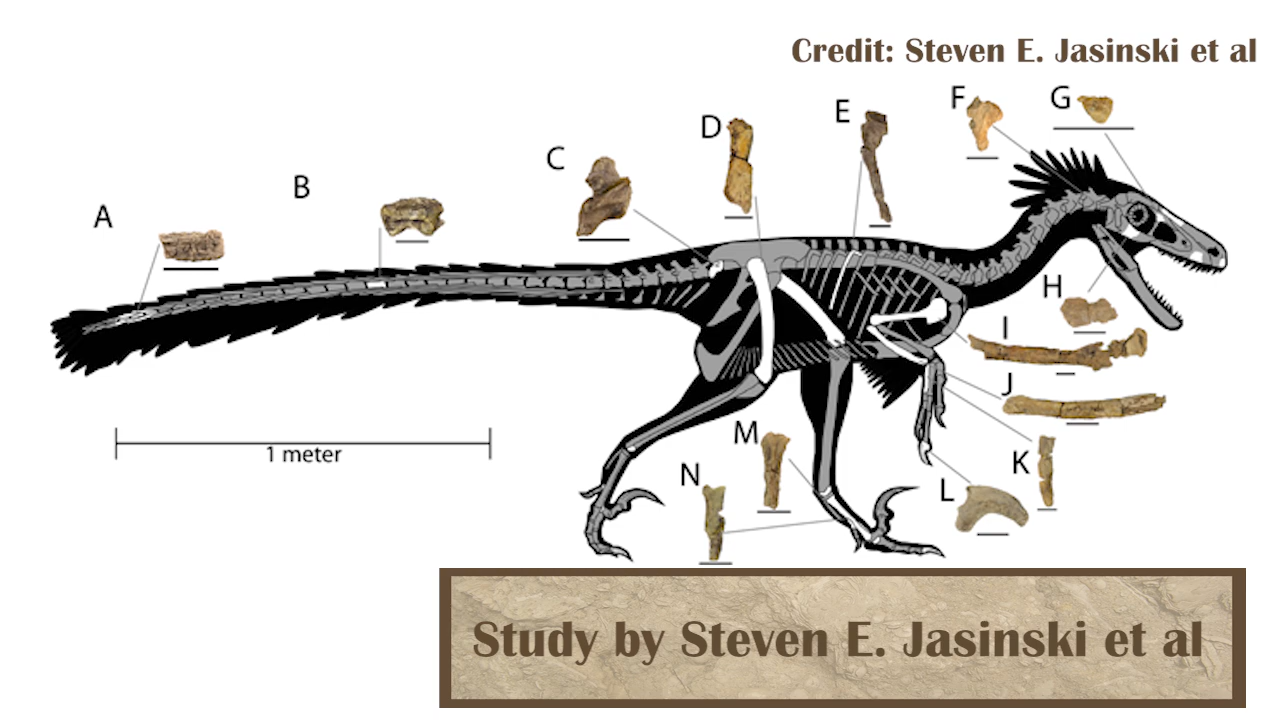 Credit: Steven E. Jasinski et al
A
B
C
D
E
F
G
H
I
J
K
L
M
N
1 meter
Study by Steven E. Jasinski et al